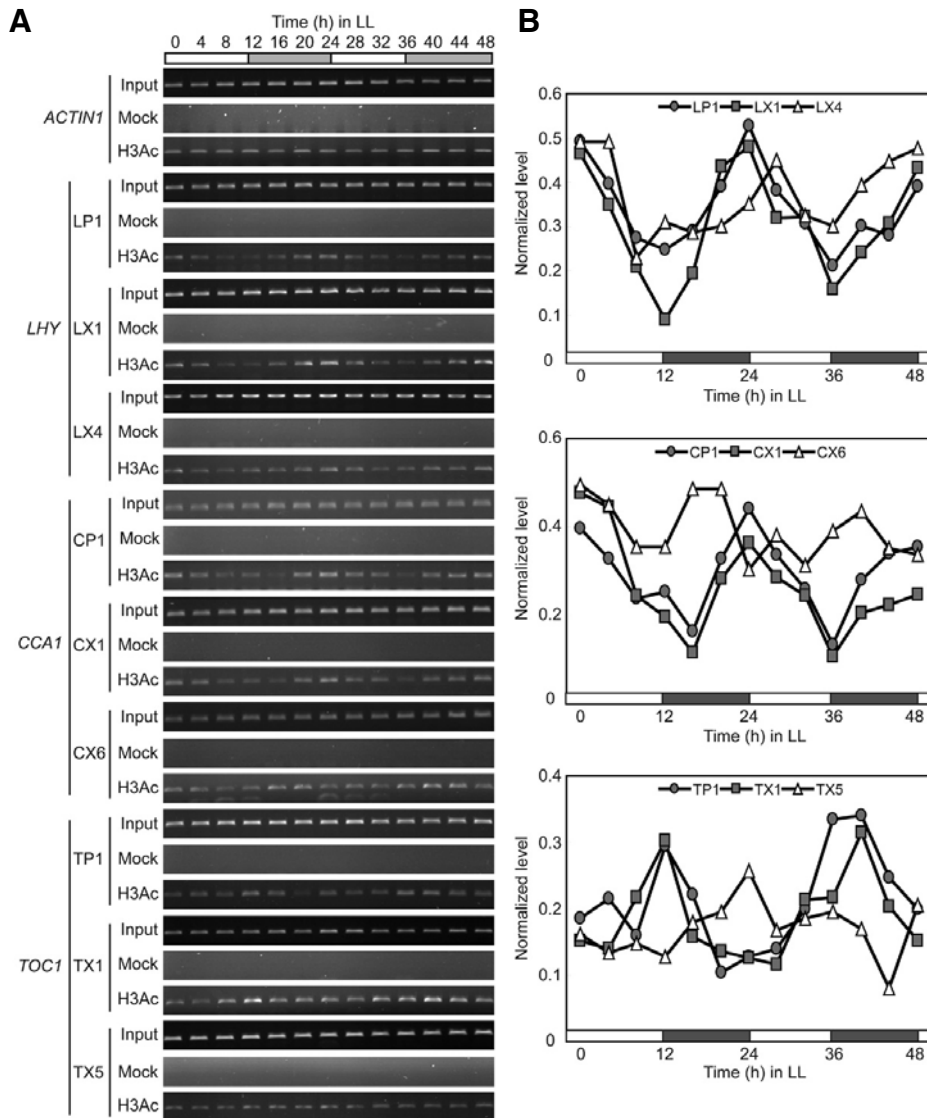 A
Time (h) in LL
0 4 8 12 16 20 24 28 32 36 40 44 48
ACTIN1
Input
Mock
H3Ac
LHY
LP1
Input
Mock
H3Ac
LX1
Input
Mock
H3Ac
LX4
Input
Mock
H3Ac
CCA1
CP1
Input
Mock
H3Ac
CX1
Input
Mock
H3Ac
CX6
Input
Mock
H3Ac
TOC1
TP1
Input
Mock
H3Ac
TX1
Input
Mock
H3Ac
TX5
Input
Mock
H3Ac
B
LP1 LX1 LX4
Normalized level
0.6
0.5
0.4
0.3
0.2
0.1
0
0 12 24 36 48
Time (h) in LL
CP1 CX1 CX6
Normalized level
0.6
0.4
0.2
0
0 12 24 36 48
Time (h) in LL
TP1 TX1 TX5
Normalized level
0.4
0.3
0.2
0.1
0
0 12 24 36 48
Time (h) in LL